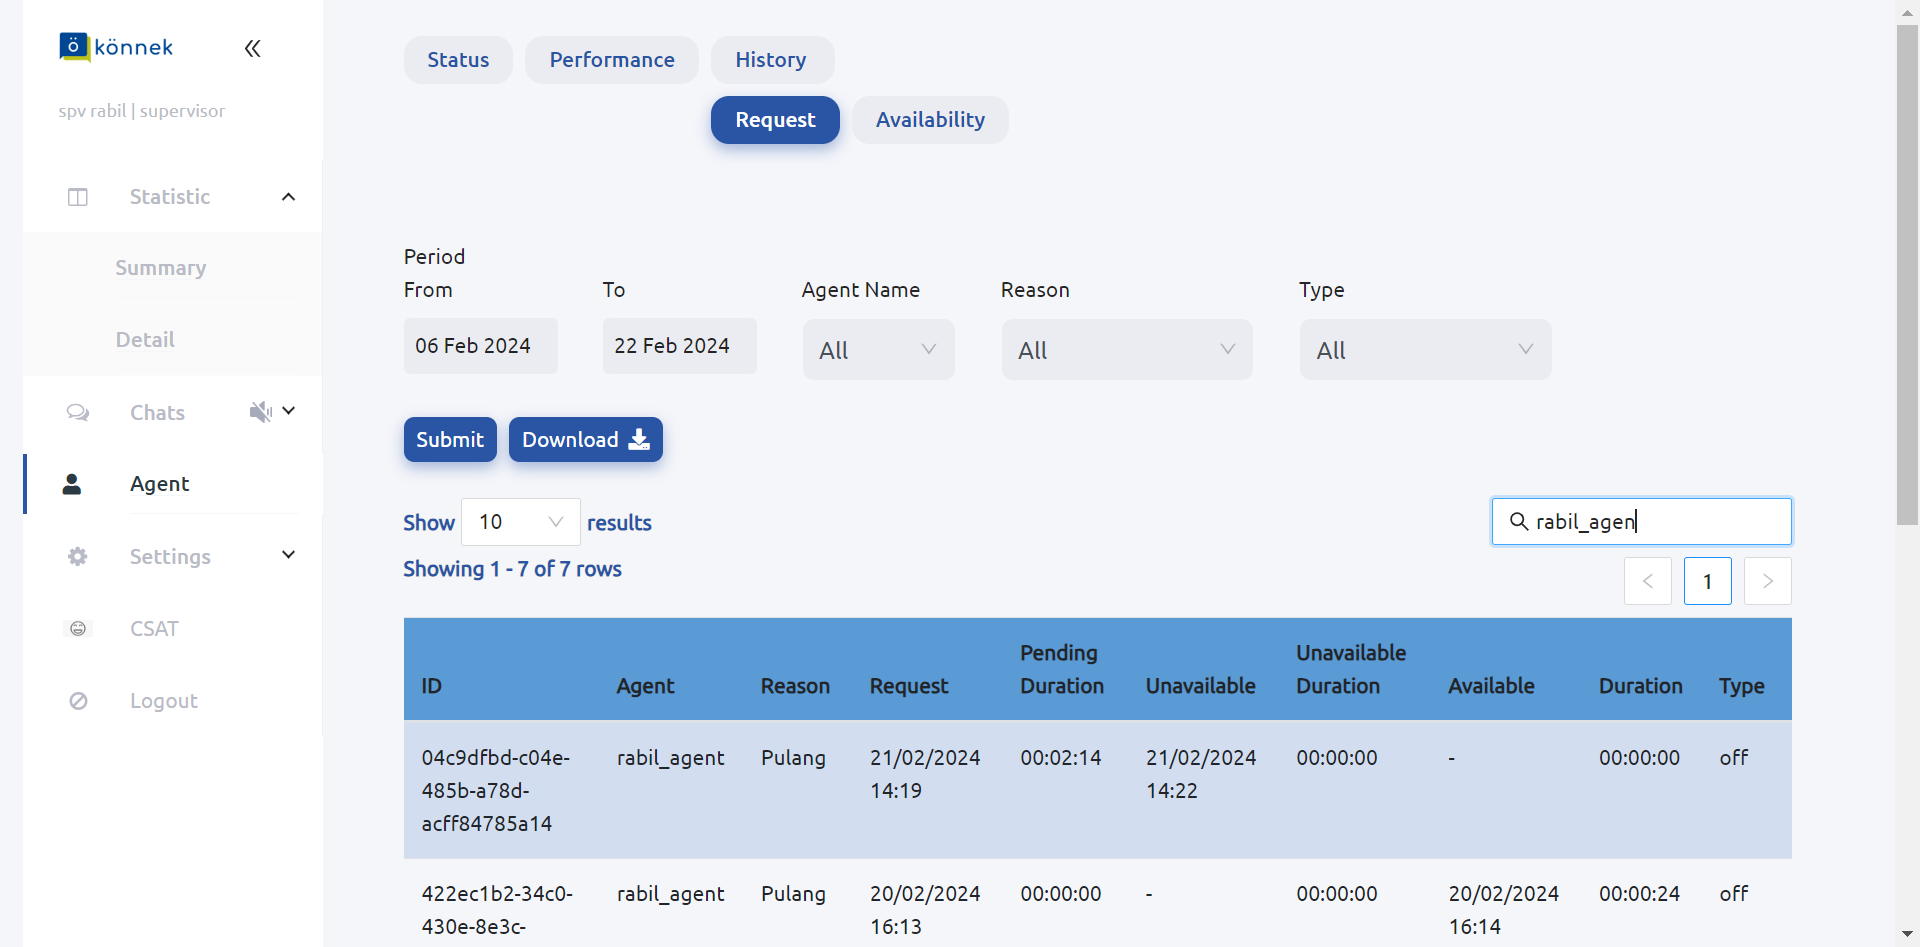 ö könnek
spv rabil | supervisor
Statistic
Summary
Detail
Chats
Agent
Settings
CSAT
Logout
Status Performance History
Request Availability
Period
From To Agent Name Reason Type
06 Feb 2024 22 Feb 2024 All All All
Submit Download
Show 10 results rabil_agen
Showing 1 - 7 of 7 rows
< 1 >
ID Agent Reason Request Pending Duration Unavailable Unavailable Duration Available Duration Type
04c9dfbd-c04e- rabil_agent Pulang 21/02/2024 00:02:14 21/02/2024 00:00:00 - 00:00:00 off
485b-a78d- 14:19 14:22
acff84785a14
422ec1b2-34c0- rabil_agent Pulang 20/02/2024 00:00:00 - 00:00:00 20/02/2024 00:00:24 off
430e-8e3c- 16:13 16:14